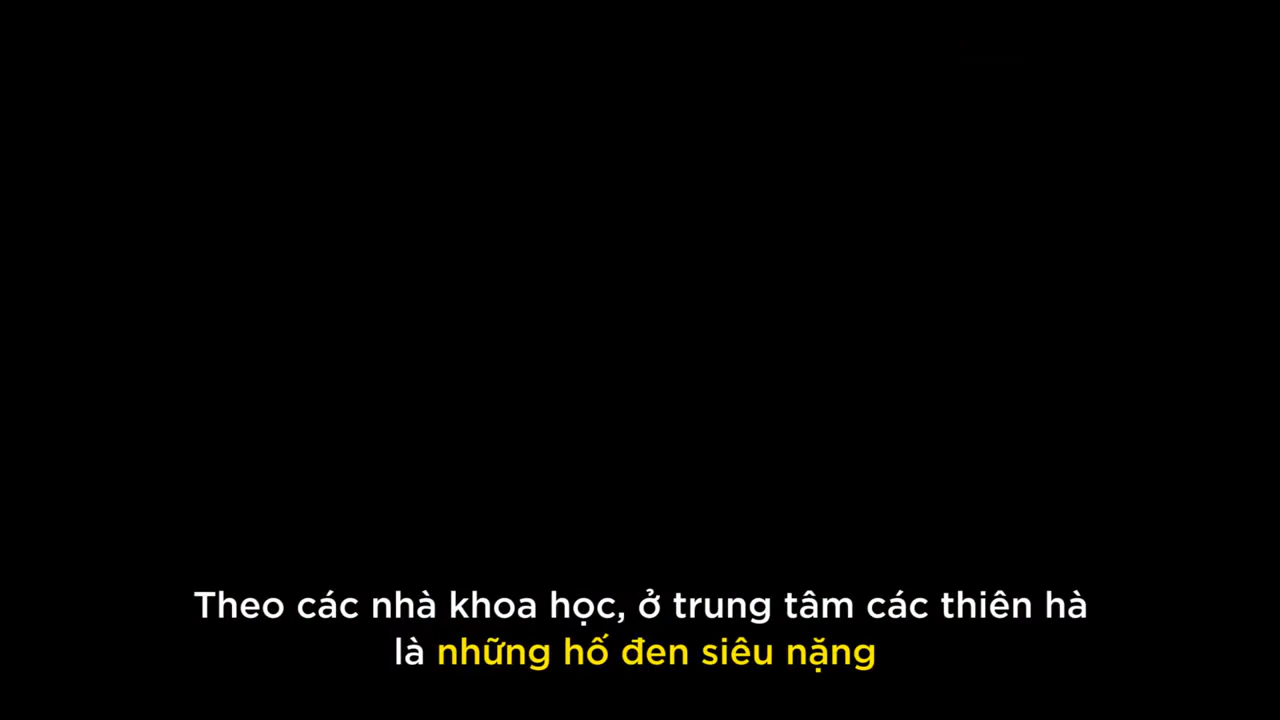 Theo các nhà khoa học, ở trung tâm các thiên hà
là những hố đen siêu nặng